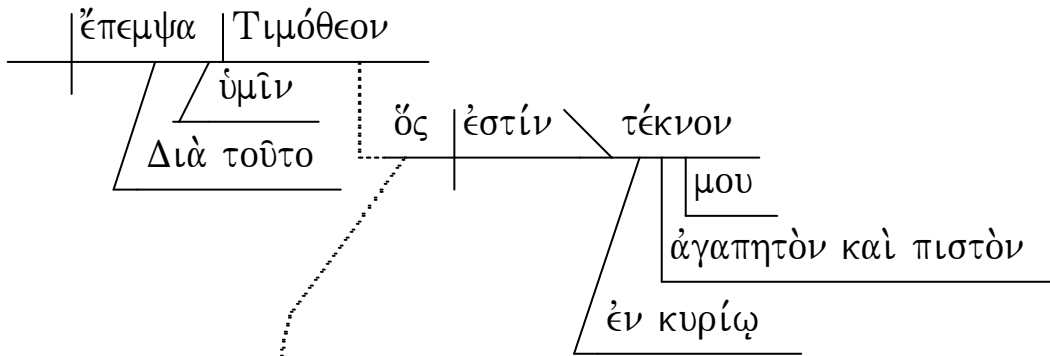 ἔπεμψα Τιμόθεον
ὑμῖν
Διὰ τοῦτο
ὅς ἐστίν τέκνον
μου
ἀγαπητὸν καὶ πιστὸν
ἐν κυρίῳ